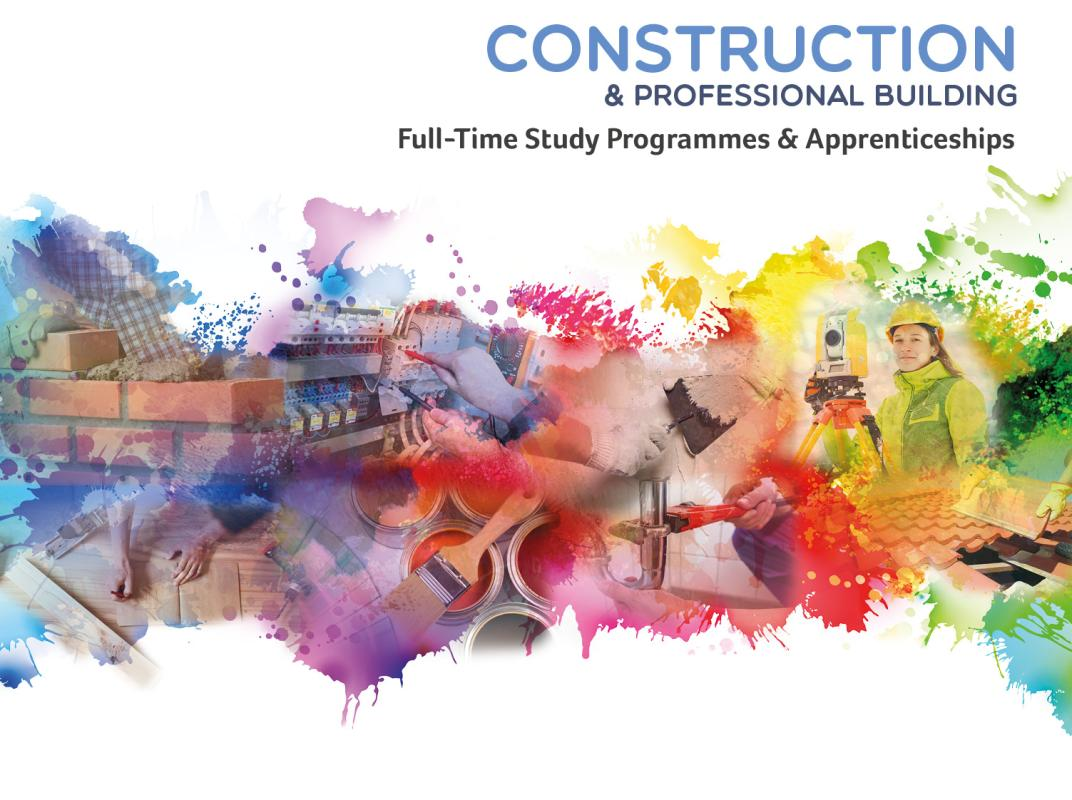 CONSTRUCTION
& PROFESSIONAL BUILDING
Full-Time Study Programmes & Apprenticeships